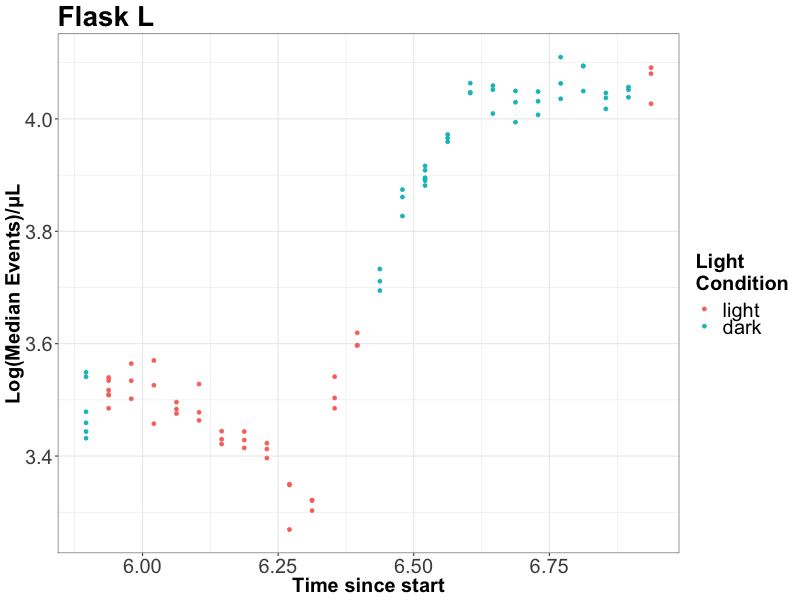 Flask L
Log(Median Events)/µL
4.0
3.8
3.6
3.4
6.00
6.25
6.50
6.75
Time since start
Light
Condition
light
dark